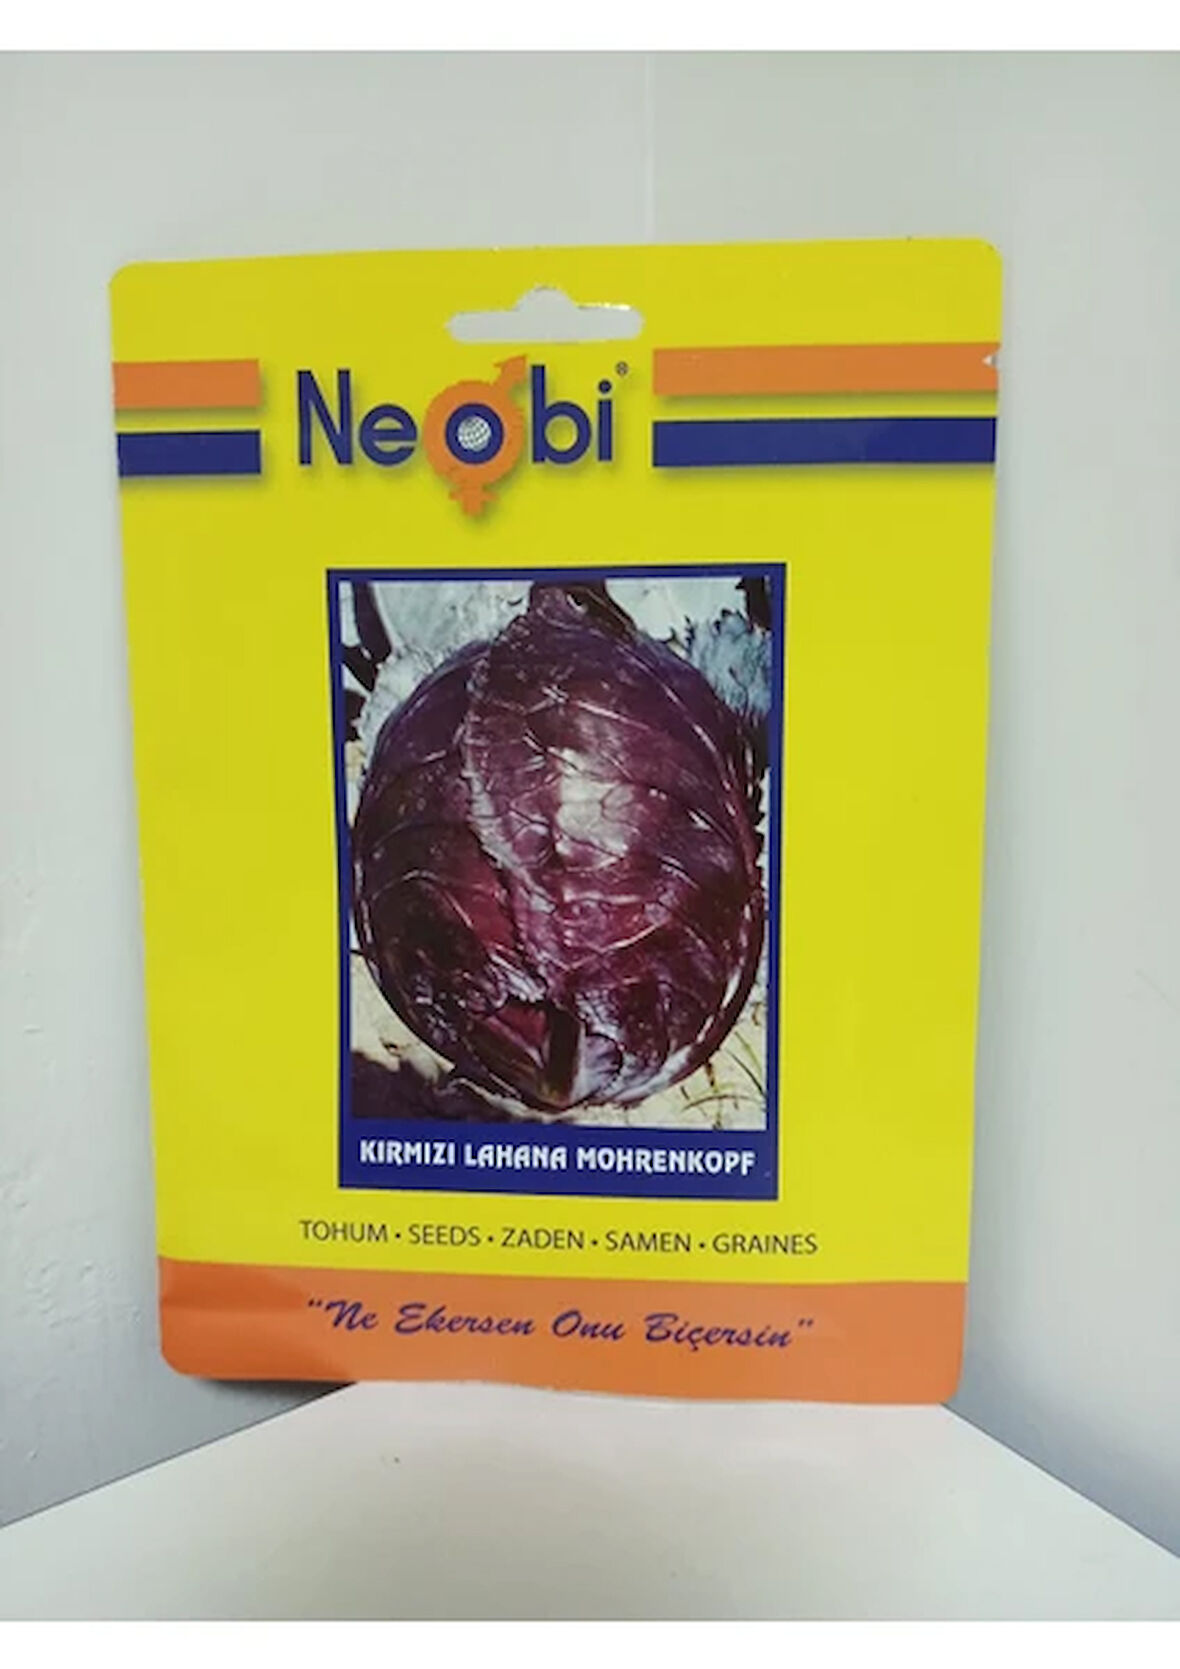 Neobi®
KIRMIZI LAHANA MOHRENKOPF
TOHUM • SEEDS • ZADEN • SAMEN • GRAINES
"Ne Ekersen Onu Biçersin"